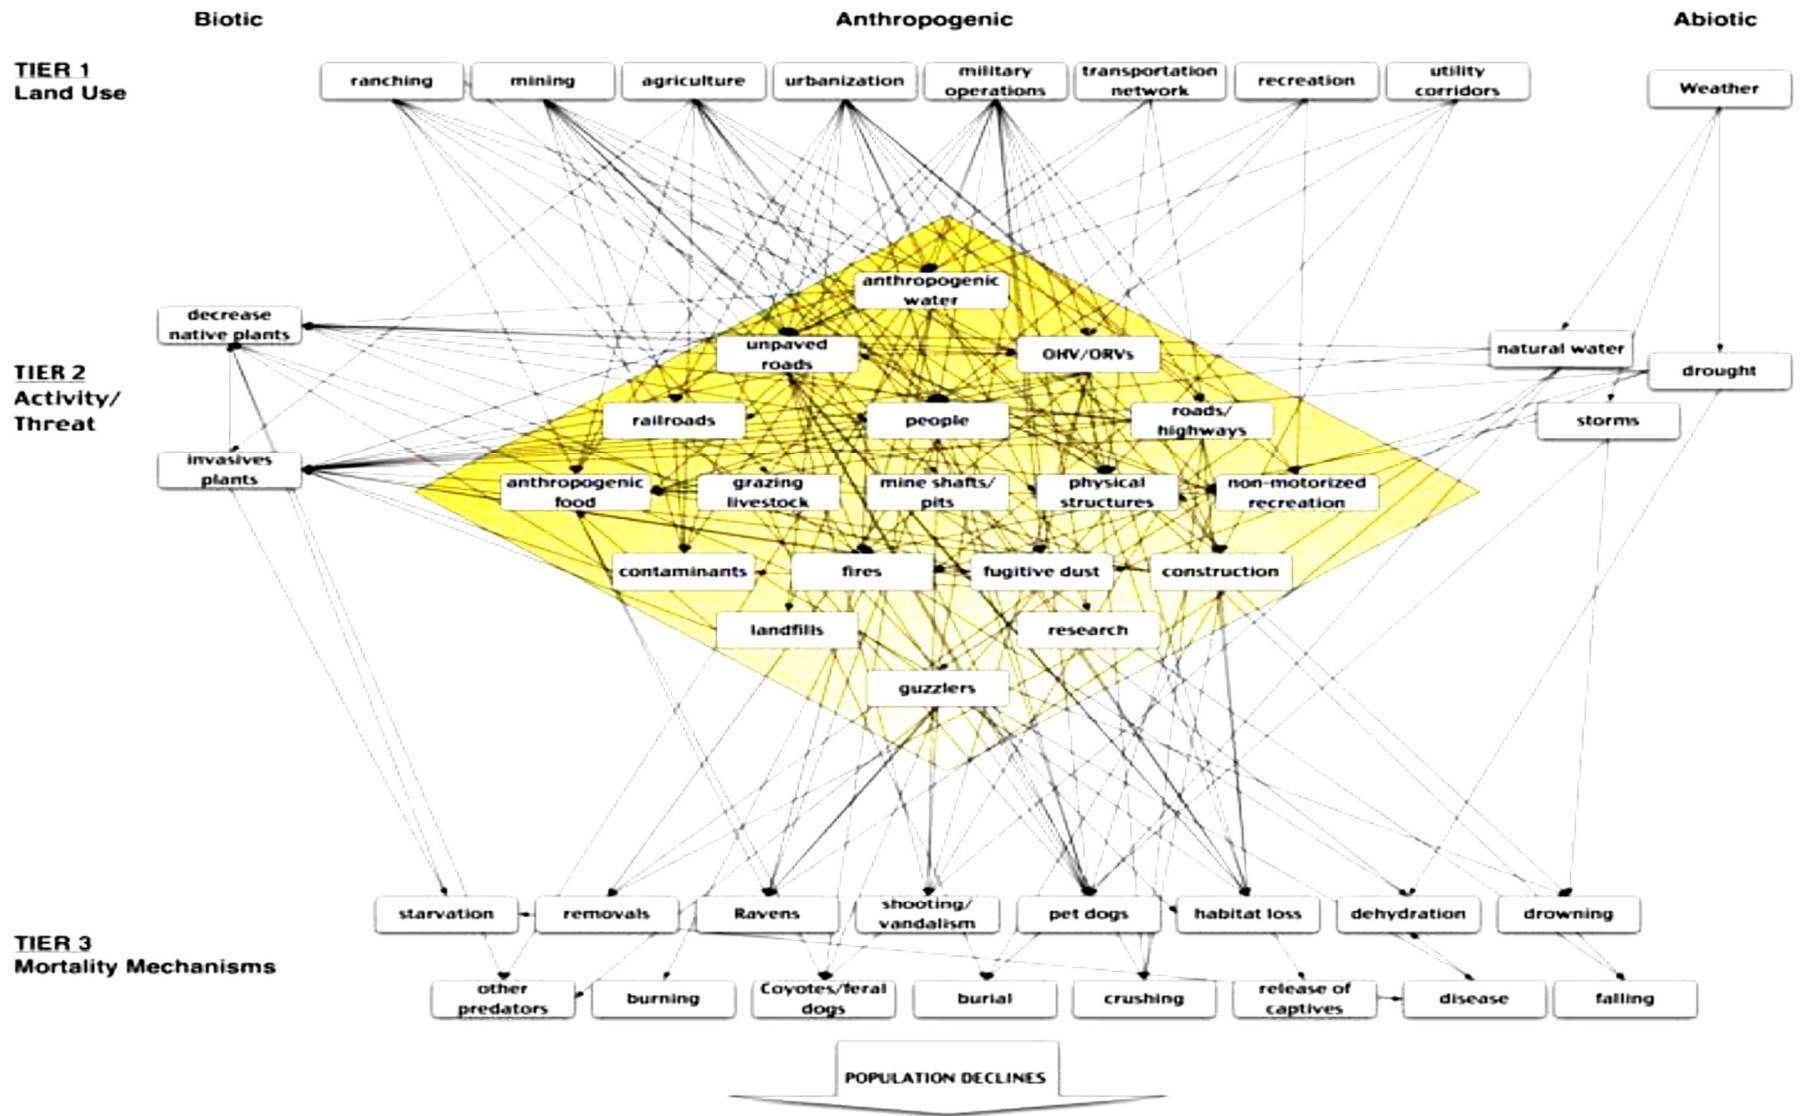 Biotic
Anthropogenic
Abiotic
TIER 1
Land Use
ranching
mining
agriculture
urbanization
military
operations
transportation
network
recreation
utility
corridors
Weather
TIER 2
Activity/
Threat
decrease
native plants
invasives
plants
anthropogenic
water
unpaved
roads
OHV/ORVs
railroads
people
roads/
highways
anthropogenic
food
grazing
livestock
mine shafts/
pits
physical
structures
non-motorized
recreation
contaminants
fires
fugitive dust
construction
landfills
research
guzzlers
natural water
drought
storms
TIER 3
Mortality Mechanisms
starvation
removals
Ravens
shooting/
vandalism
pet dogs
habitat loss
dehydration
drowning
other
predators
burning
Coyotes/feral
dogs
burial
crushing
release of
captives
disease
falling
POPULATION DECLINES